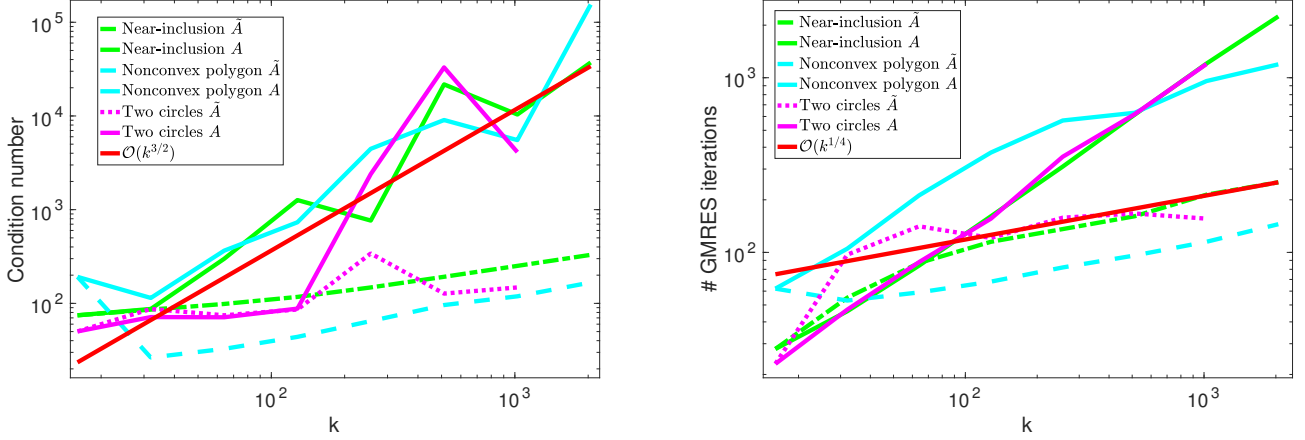 Condition number
10^5
10^4
10^3
10^2
Near-inclusion Ã
Near-inclusion A
Nonconvex polygon Ã
Nonconvex polygon A
Two circles Ã
Two circles A
O(k^{3/2})
10^2
10^3
k
# GMRES iterations
10^3
10^2
Near-inclusion Ã
Near-inclusion A
Nonconvex polygon Ã
Nonconvex polygon A
Two circles Ã
Two circles A
O(k^{1/4})
10^2
10^3
k